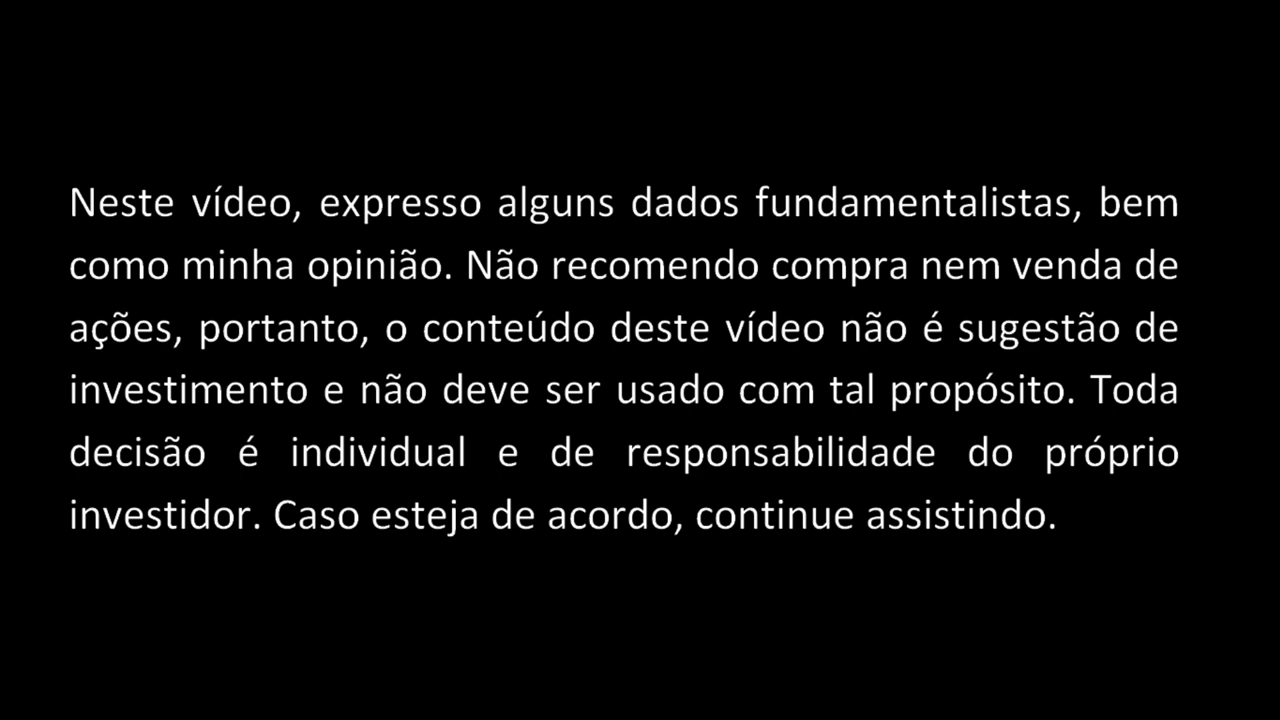 Neste vídeo, expresso alguns dados fundamentalistas, bem
como minha opinião. Não recomendo compra nem venda de
ações, portanto, o conteúdo deste vídeo não é sugestão de
investimento e não deve ser usado com tal propósito. Toda
decisão é individual e de responsabilidade do próprio
investidor. Caso esteja de acordo, continue assistindo.